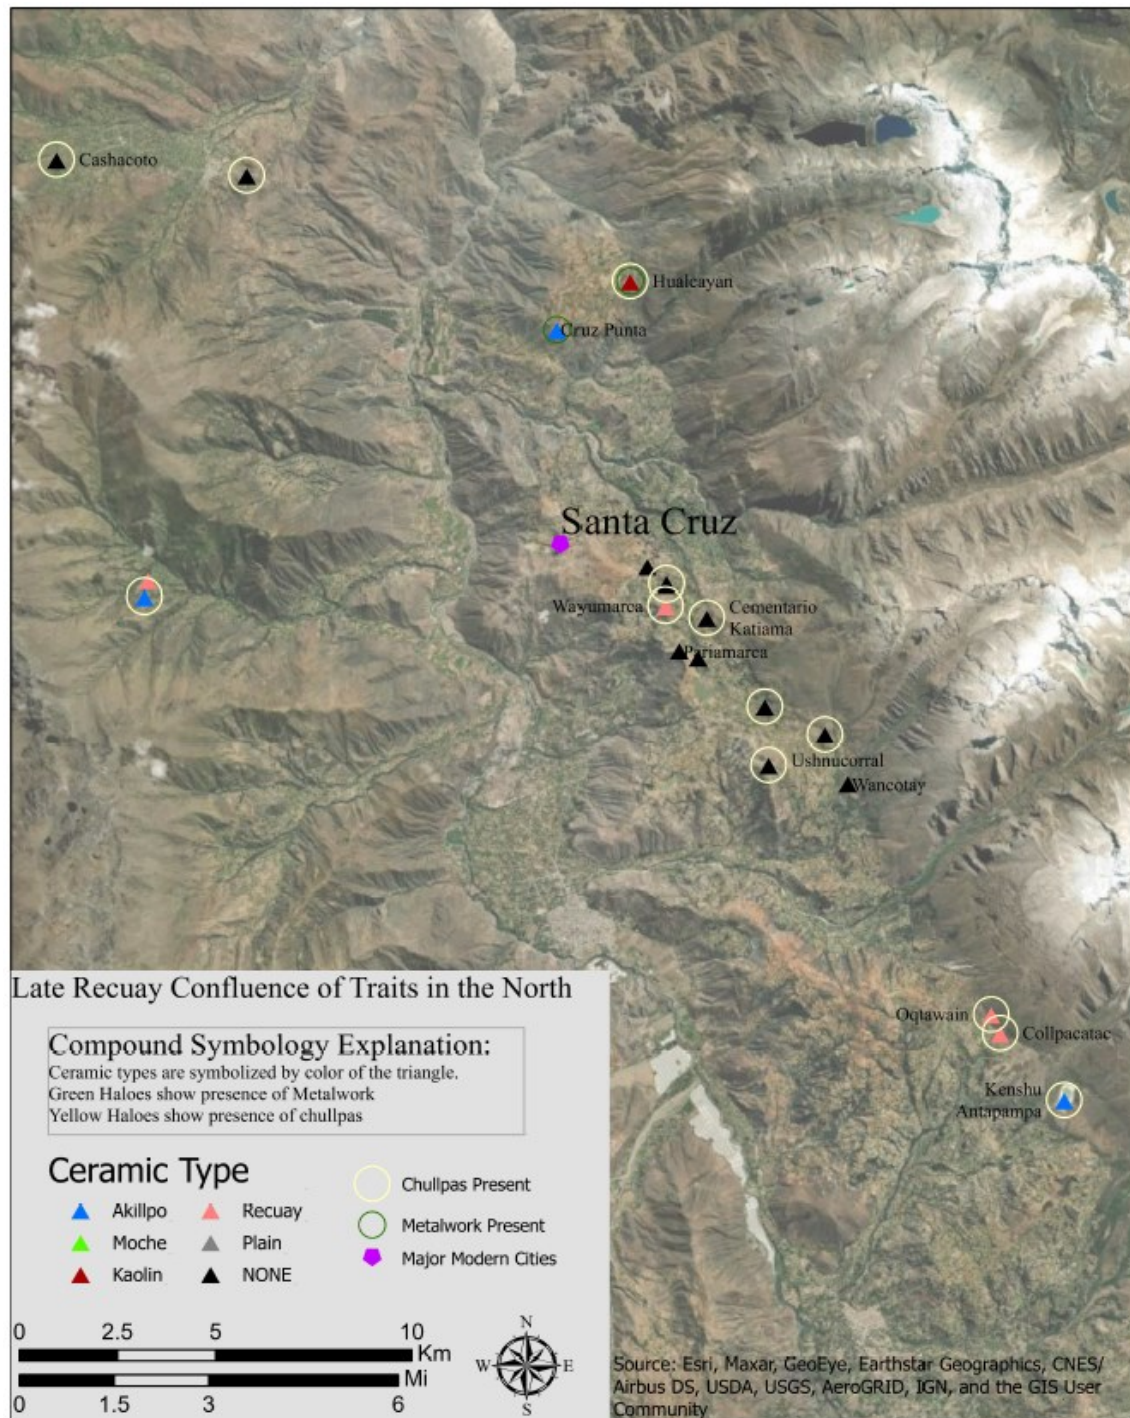 Cashacoto
Hualcayan
Cruz Punta
Santa Cruz
Wayumarca
Cementario
Katiama
Pariamarca
Ushnucorral
Wancotay
Oqtawain
Collpacatac
Kenshu
Antapampa
Late Recuay Confluence of Traits in the North
Compound Symbology Explanation:
Ceramic types are symbolized by color of the triangle.
Green Haloes show presence of Metalwork
Yellow Haloes show presence of chullpas
Ceramic Type
Akillpo
Recuay
Moche
Plain
Kaolin
NONE
Chullpas Present
Metalwork Present
Major Modern Cities
0 2.5 5 10
Km
Mi
0 1.5 3 6
N
W E
S
Source: Esri, Maxar, GeoEye, Earthstar Geographics, CNES/
Airbus DS, USDA, USGS, AeroGRID, IGN, and the GIS User
Community